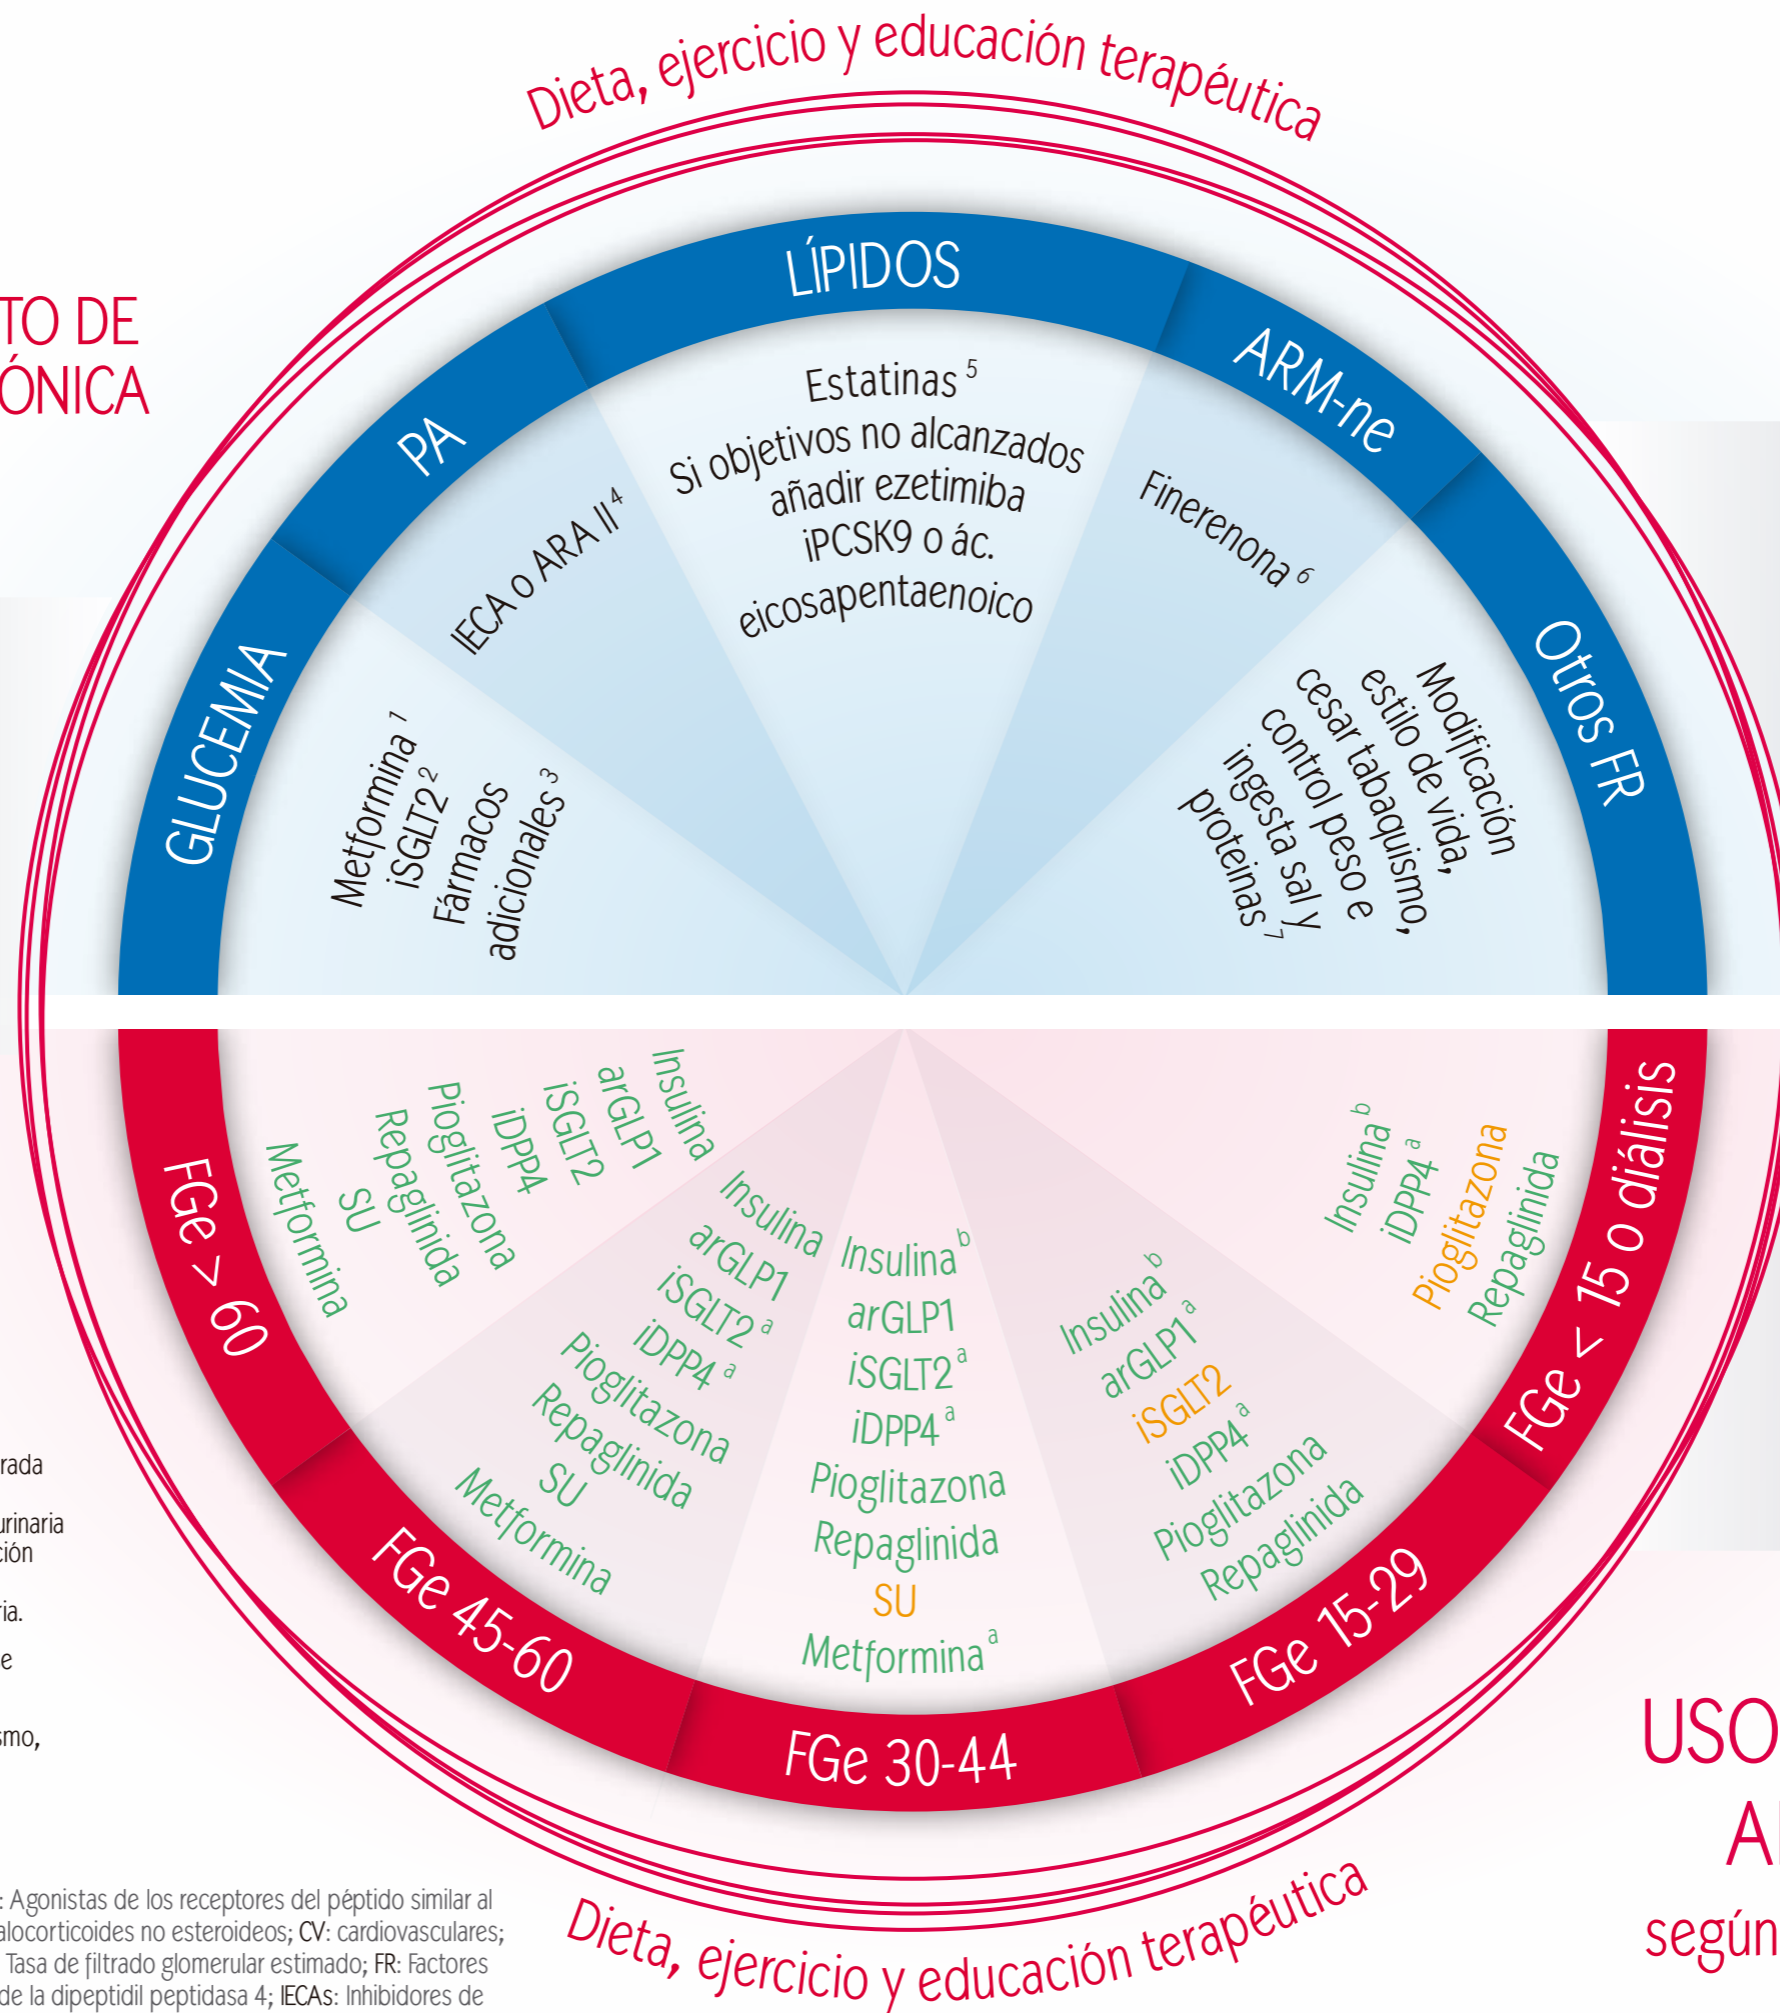 Dieta, ejercicio y educación terapéutica
TO DE
ÓNICA
GLUCEMIA
Metformina 1
iSGLT2 2
Fármacos
adicionales 3
PA
IECA o ARA II 4
LÍPIDOS
Estatinas 5
Si objetivos no alcanzados
añadir ezetimiba
iPCSK9 o ác.
eicosapentaenoico
ARM-ne
Finerenona 6
Otros FR
Modificación
estilo de vida,
cesar tabaquismo,
control peso e
ingesta sal y
proteinas 7
FGe > 60
Insulina
arGLP1
iSGLT2
iDPP4
Pioglitazona
Repaglinida
SU
Metformina
FGe 45-60
Insulina
arGLP1
iSGLT2 a
iDPP4 a
Pioglitazona
Repaglinida
SU
Metformina
FGe 30-44
Insulina b
arGLP1
iSGLT2 a
iDPP4 a
Pioglitazona
Repaglinida
SU
Metformina a
FGe 15-29
Insulina b
arGLP1 a
iSGLT2
iDPP4 a
Pioglitazona
Repaglinida
FGe < 15 o diálisis
Insulina b
iDPP4 a
Pioglitazona
Repaglinida
Dieta, ejercicio y educación terapéutica
rada
urinaria
ción
ria.
e
smo,
USO
según
: Agonistas de los receptores del péptido similar al
alocorticoides no esteroideos; CV: cardiovasculares;
: Tasa de filtrado glomerular estimado; FR: Factores
de la dipeptidil peptidasa 4; IECAs: Inhibidores de